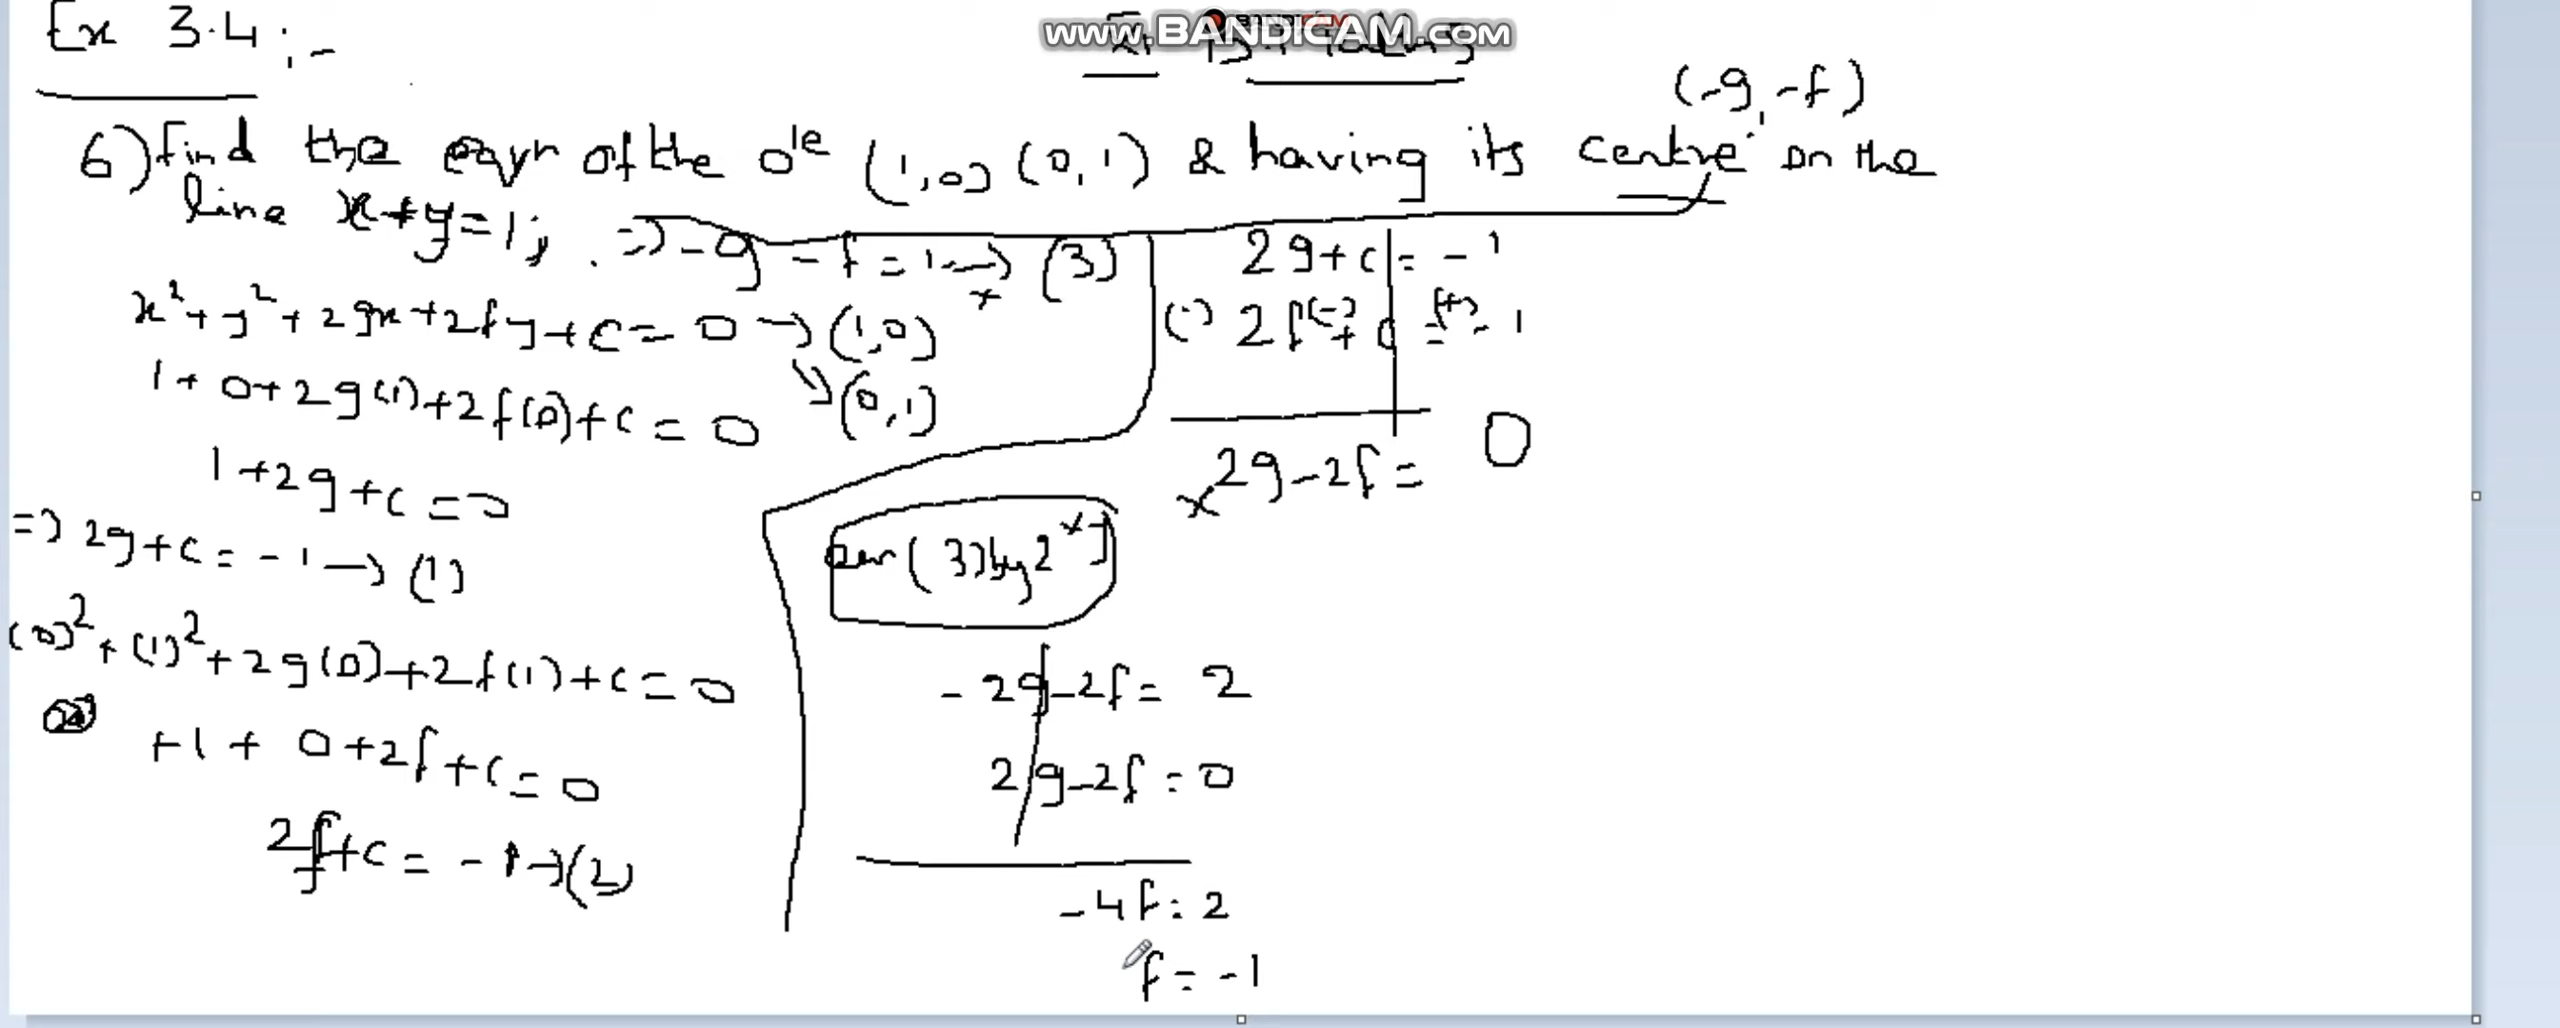 Ex 3.4 :-
www.BANDICAM.com
(-g, -f)
6) Find the eqn of the ole (1,0) (0,1) & having its centre on the
line x+y=1;
=) -g -f = 1 → (3)
x²+y²+2gx+2fy+c=0 → (1,0)
(0,1)
1+0+2g(1)+2f(0)+c=0
1+2g+c=0
=) 2g+c=-1 → (1)
(0)²+(1)²+2g(0)+2f(1)+c=0
+1+0+2f+c=0
2f+c=-1→(2)
2g+c=-1
(-) 2f(-)+c =(+)-1
2g-2f= 0
(3)by 2
-2g-2f=2
2g-2f=0
-4f=2
f=-1